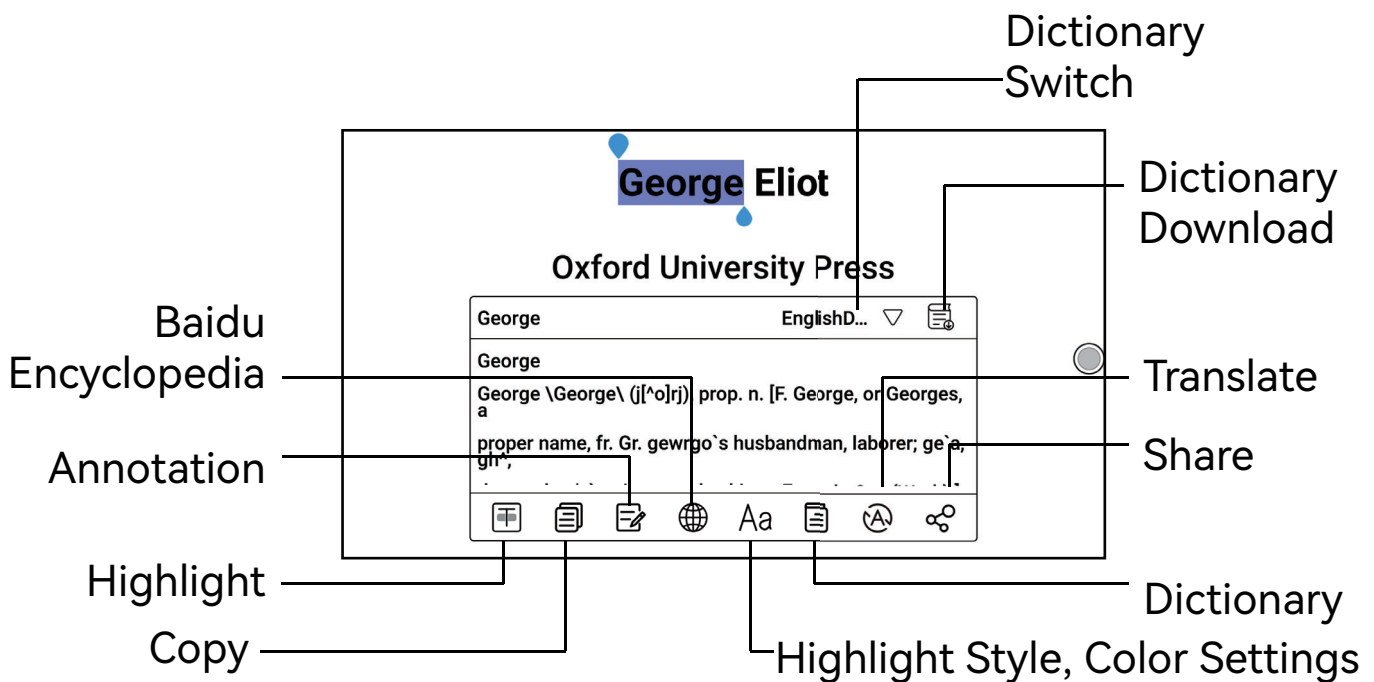 Dictionary
Switch
George Eliot
Dictionary
Download
Oxford University Press
George
EnglishD...
Baidu
Encyclopedia
George
George \George\ (j[^o]rj), prop. n. [F. George, or Georges,
a
Translate
proper name, fr. Gr. gewrgo`s husbandman, laborer; ge`a,
gh^,
Share
Annotation
Aa
Highlight
Dictionary
Copy
Highlight Style, Color Settings